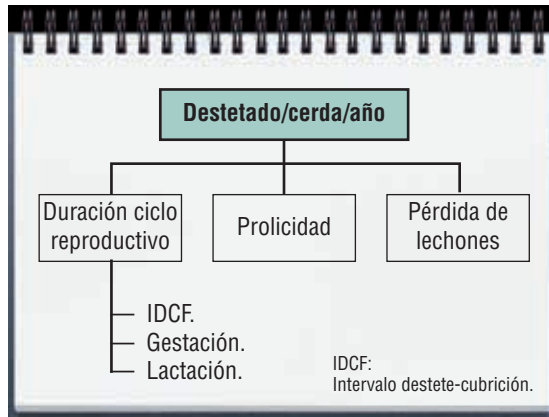 Destetado/cerda/año
Duración ciclo
reproductivo
Prolicidad
Pérdida de
lechones
IDCF.
Gestación.
Lactación.
IDCF:
Intervalo destete-cubrición.